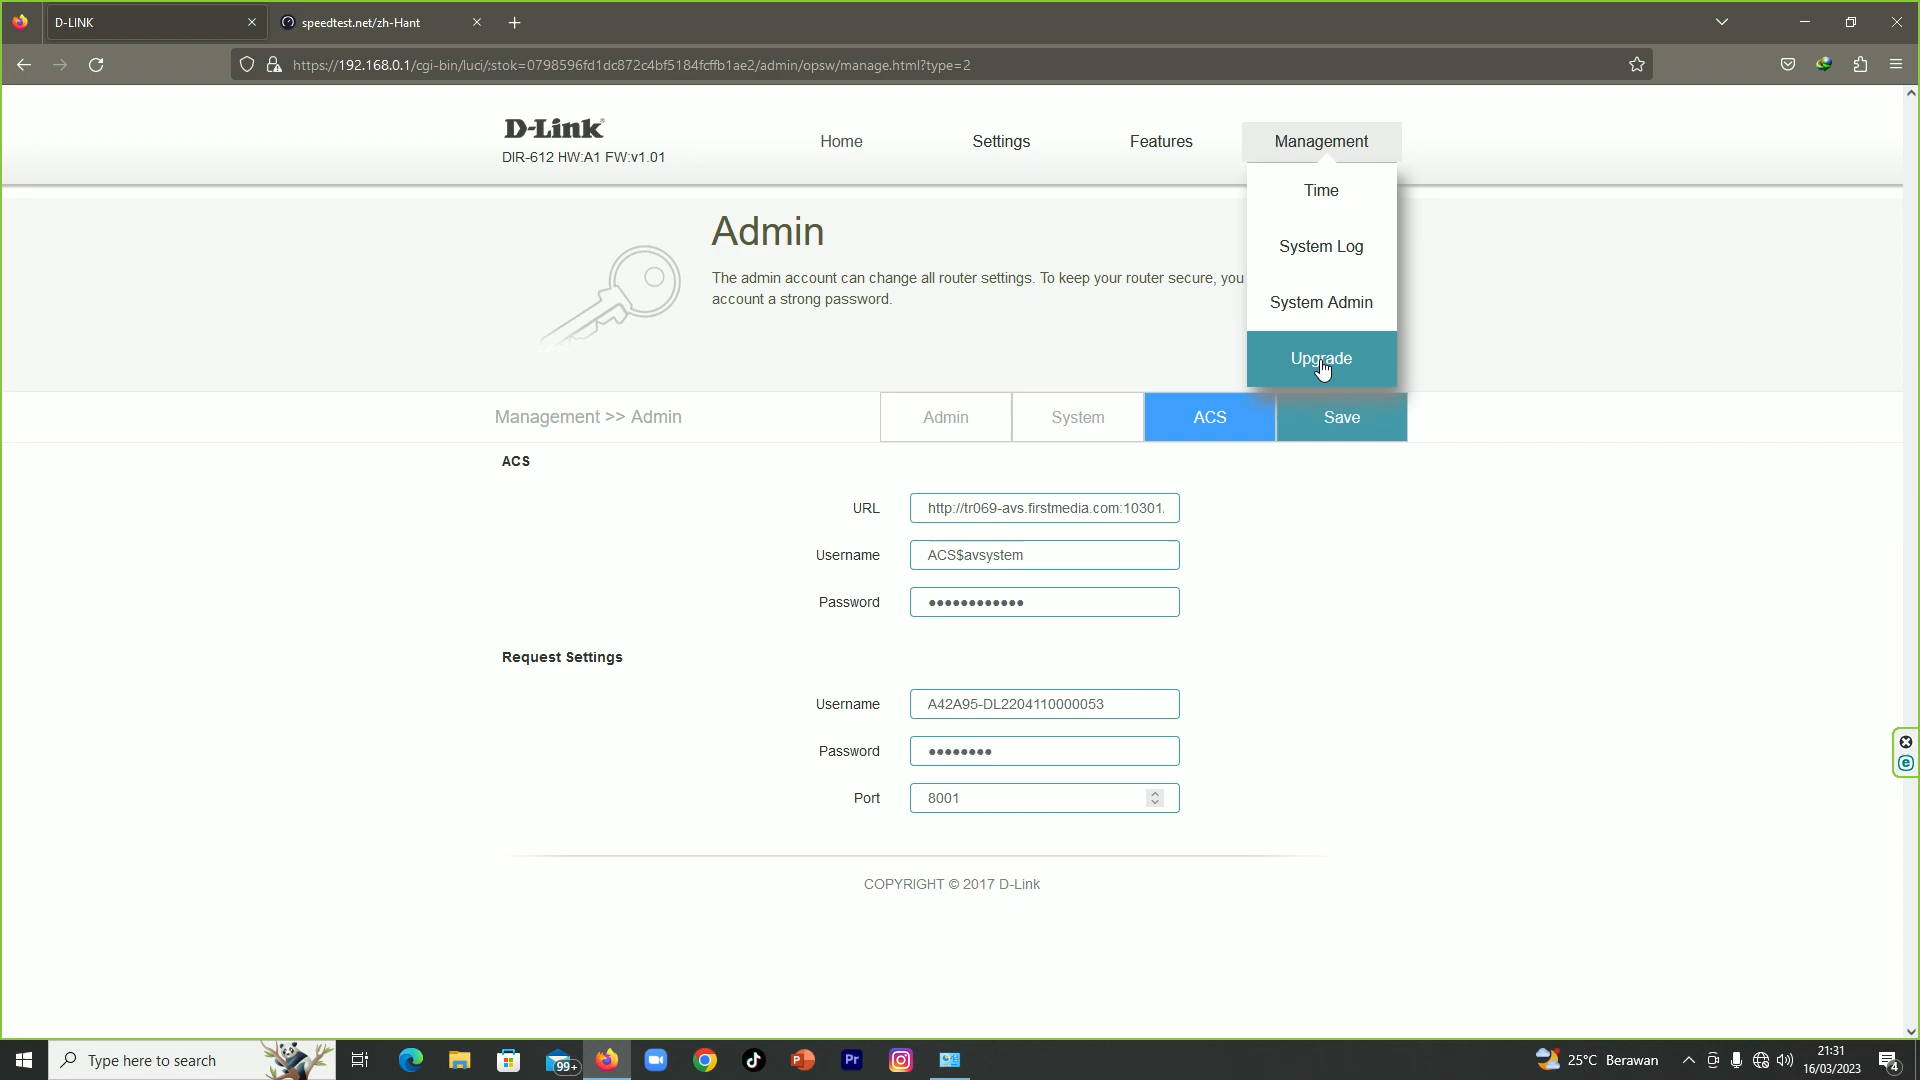 D-LINK
speedtest.net/zh-Hant
https://192.168.0.1/cgi-bin/luci/;stok=0798596fd1dc872c4bf5184fcffb1ae2/admin/opsw/manage.html?type=2
D-Link
DIR-612 HW:A1 FW:v1.01
Home
Settings
Features
Management
Time
System Log
System Admin
Upgrade
Admin
The admin account can change all router settings. To keep your router secure, you
account a strong password.
Management >> Admin
Admin
System
ACS
Save
ACS
URL
http://tr069-avs.firstmedia.com:10301
Username
ACS$avsystem
Password
●●●●●●●●●●●●
Request Settings
Username
A42A95-DL2204110000053
Password
●●●●●●●●
Port
8001
COPYRIGHT © 2017 D-Link
Type here to search
99+
Pr
25°C Berawan
21:31
16/03/2023
4